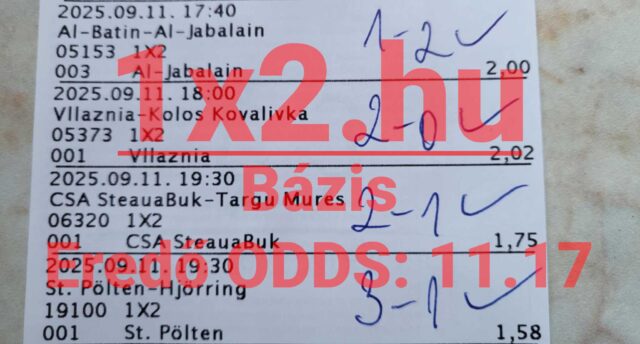 2025.09.11. 17:40
Al-Batin-Al-Jabalain
05153 1X2
003 Al-Jabalain 2,00
1-2 ✓
2025.09.11. 18:00
Vllaznia-Kolos Kovalivka
05373 1X2
001 Vllaznia 2,02
2-0 ✓
2025.09.11. 19:30
CSA SteauaBuk-Targu Mures
06320 1X2
001 CSA SteauaBuk 1,75
2-1 ✓
2025.09.11. 19:30
St. Pölten-Hjörring
19100 1X2
001 St. Pölten 1,58
3-1 ✓
1x2.hu
Bázis
Eredő ODDS: 11.17